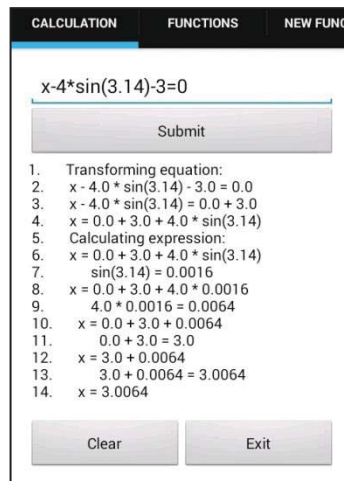 CALCULATION FUNCTIONS NEW FUNC
x-4*sin(3.14)-3=0
Submit
1. Transforming equation:
2. x - 4.0 * sin(3.14) - 3.0 = 0.0
3. x - 4.0 * sin(3.14) = 0.0 + 3.0
4. x = 0.0 + 3.0 + 4.0 * sin(3.14)
5. Calculating expression:
6. x = 0.0 + 3.0 + 4.0 * sin(3.14)
7. sin(3.14) = 0.0016
8. x = 0.0 + 3.0 + 4.0 * 0.0016
9. 4.0 * 0.0016 = 0.0064
10. x = 0.0 + 3.0 + 0.0064
11. 0.0 + 3.0 = 3.0
12. x = 3.0 + 0.0064
13. 3.0 + 0.0064 = 3.0064
14. x = 3.0064
Clear Exit